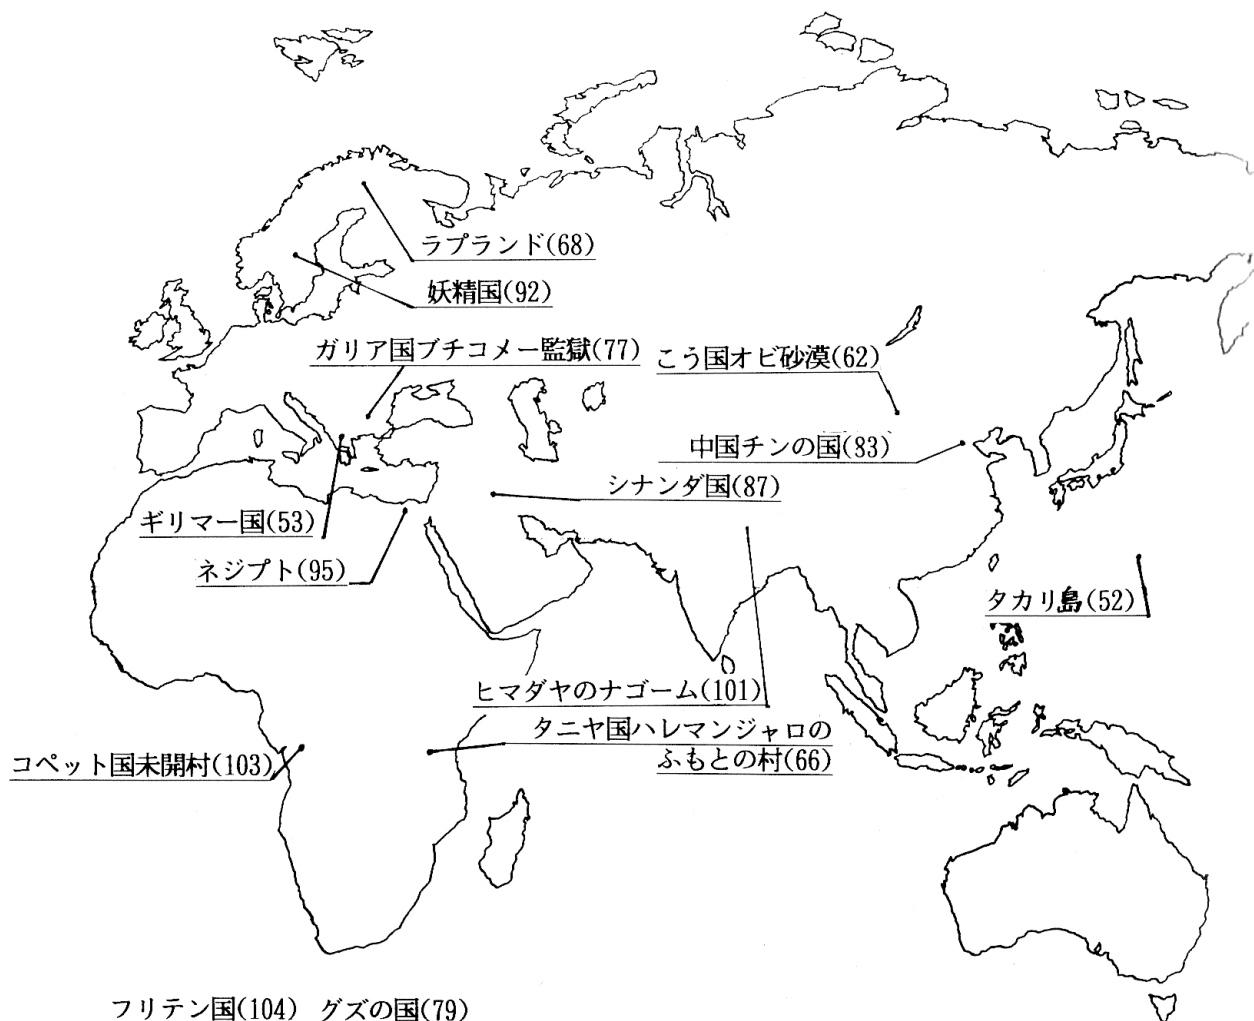 ラプランド(68)
妖精国(92)
ガリア国ブチコメー監獄(77)
こう国オビ砂漠(62)
中国チンの国(83)
シナンダ国(87)
ギリマー国(53)
ネジプト(95)
タカリ島(52)
ヒマダヤのナゴーム(101)
タニヤ国ハレマンジャロの
ふもとの村(66)
コペット国未開村(103)
フリテン国(104) グズの国(79)